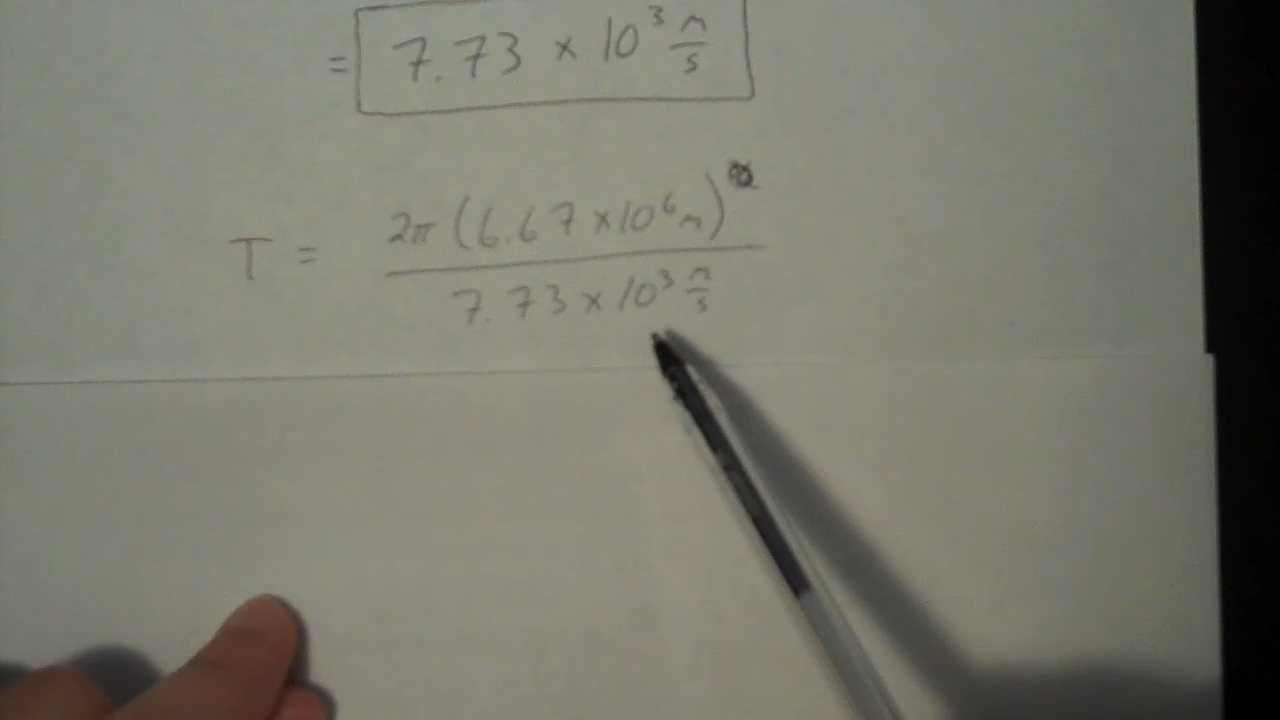 = 7.73 × 10³ m/s
T = 2π (6.67 × 10⁶ m) / 7.73 × 10³ m/s